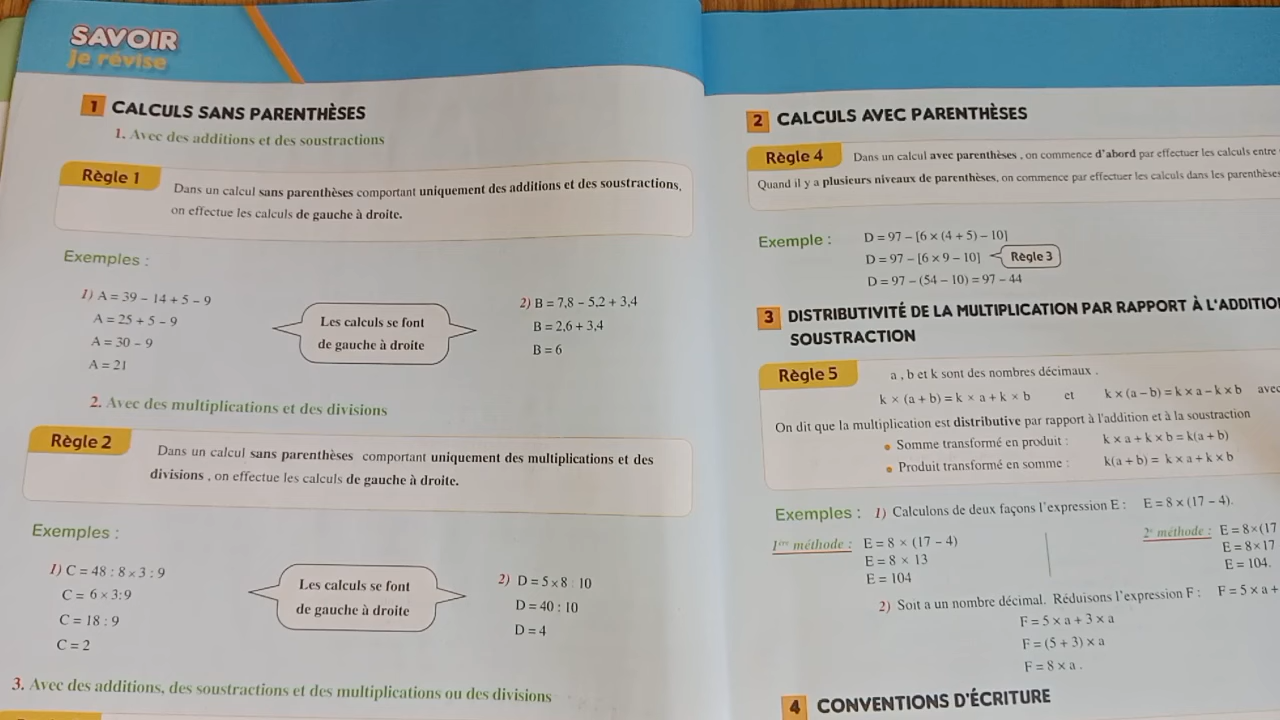 SAVOIR
je révise
1 CALCULS SANS PARENTHÈSES
1. Avec des additions et des soustractions
Règle 1
Dans un calcul sans parenthèses comportant uniquement des additions et des soustractions,
on effectue les calculs de gauche à droite.
Exemples :
1) A = 39 – 14 + 5 – 9
A = 25 + 5 – 9
A = 30 – 9
A = 21
Les calculs se font
de gauche à droite
2) B = 7,8 – 5,2 + 3,4
B = 2,6 + 3,4
B = 6
2. Avec des multiplications et des divisions
Règle 2
Dans un calcul sans parenthèses comportant uniquement des multiplications et des
divisions , on effectue les calculs de gauche à droite.
Exemples :
1) C = 48 : 8 × 3 : 9
C = 6 × 3 : 9
C = 18 : 9
C = 2
Les calculs se font
de gauche à droite
2) D = 5 × 8 : 10
D = 40 : 10
D = 4
3. Avec des additions, des soustractions et des multiplications ou des divisions
2 CALCULS AVEC PARENTHÈSES
Règle 4
Dans un calcul avec parenthèses , on commence d'abord par effectuer les calculs entre
Quand il y a plusieurs niveaux de parenthèses, on commence par effectuer les calculs dans les parenthèses
Exemple :
D = 97 – [6 × (4 + 5) – 10]
D = 97 – [6 × 9 – 10]
Règle 3
D = 97 – (54 – 10) = 97 – 44
3 DISTRIBUTIVITÉ DE LA MULTIPLICATION PAR RAPPORT À L'ADDITIO
SOUSTRACTION
Règle 5
a , b et k sont des nombres décimaux .
k × (a + b) = k × a + k × b et k × (a – b) = k × a – k × b avec
On dit que la multiplication est distributive par rapport à l'addition et à la soustraction
• Somme transformé en produit : k × a + k × b = k(a + b)
• Produit transformé en somme : k(a + b) = k × a + k × b
Exemples : 1) Calculons de deux façons l'expression E : E = 8 × (17 – 4).
1ère méthode :
E = 8 × (17 – 4)
E = 8 × 13
E = 104
2e méthode :
E = 8×(17
E = 8×17
E = 104.
2) Soit a un nombre décimal. Réduisons l'expression F : F = 5 × a +
F = 5 × a + 3 × a
F = (5 + 3) × a
F = 8 × a .
4 CONVENTIONS D'ÉCRITURE